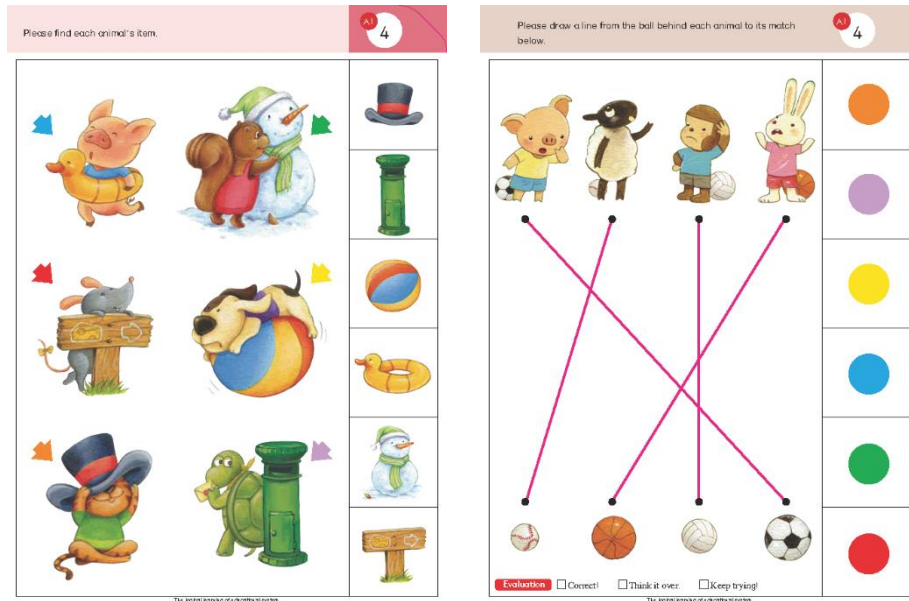 Please find each animal's item.
A1
4
Please draw a line from the ball behind each animal to its match
below.
A1
4
Evaluation Correct! Think it over. Keep trying!